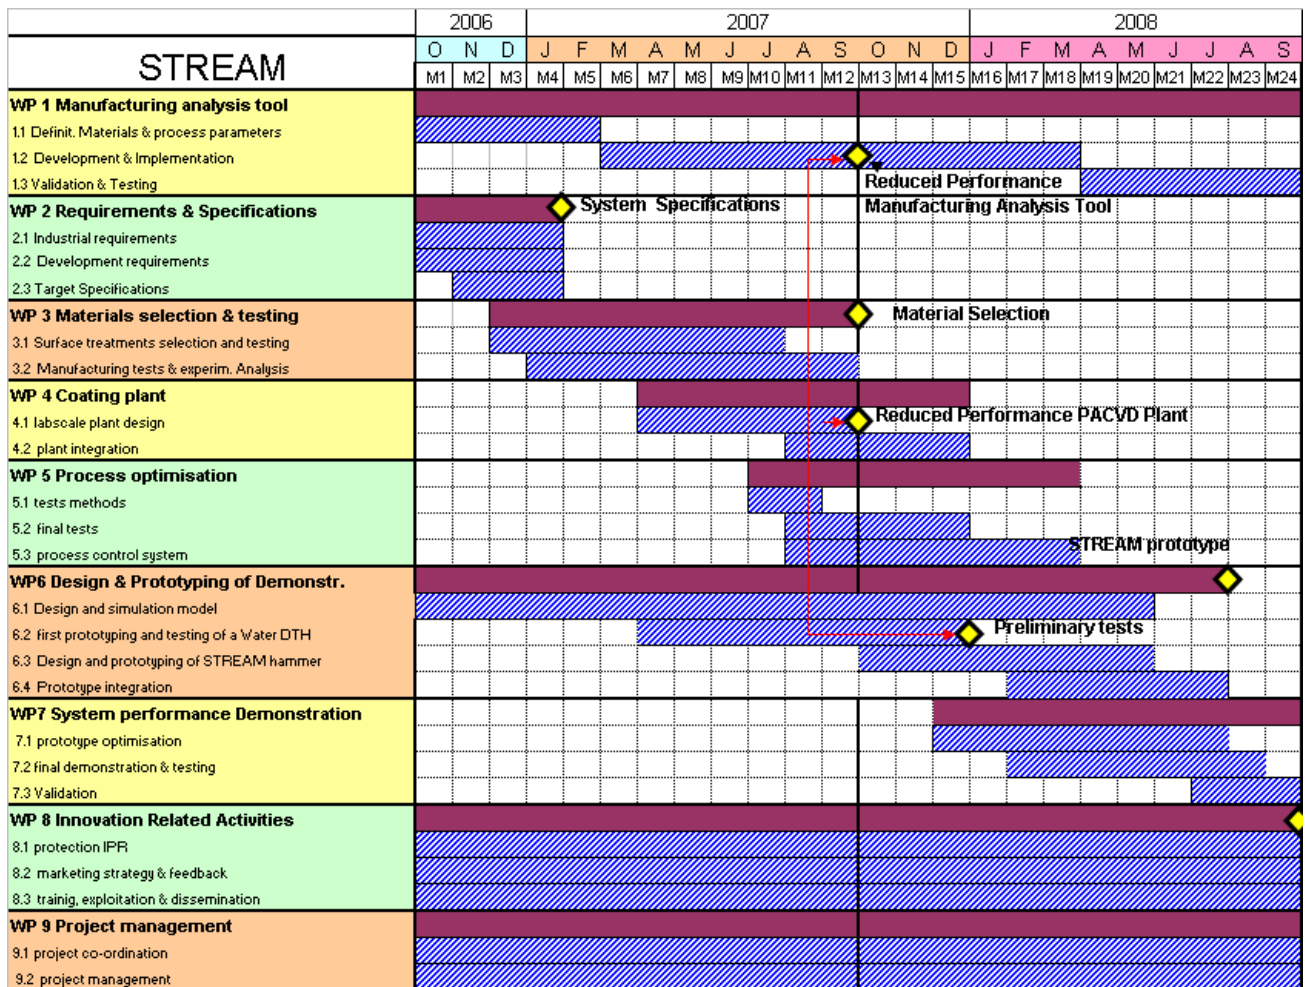 2006 2007 2008
O N D J F M A M J J A S O N D J F M A M J J A S
STREAM
M1 M2 M3 M4 M5 M6 M7 M8 M9 M10 M11 M12 M13 M14 M15 M16 M17 M18 M19 M20 M21 M22 M23 M24
WP 1 Manufacturing analysis tool
1.1 Definit. Materials & process parameters
1.2 Development & Implementation
1.3 Validation & Testing
Reduced Performance
Manufacturing Analysis Tool
WP 2 Requirements & Specifications
System Specifications
2.1 Industrial requirements
2.2 Development requirements
2.3 Target Specifications
WP 3 Materials selection & testing
Material Selection
3.1 Surface treatments selection and testing
3.2 Manufacturing tests & experim. Analysis
WP 4 Coating plant
4.1 labscale plant design
Reduced Performance PACVD Plant
4.2 plant integration
WP 5 Process optimisation
5.1 tests methods
5.2 final tests
5.3 process control system
STREAM prototype
WP6 Design & Prototyping of Demonstr.
6.1 Design and simulation model
6.2 first prototyping and testing of a Water DTH
Preliminary tests
6.3 Design and prototyping of STREAM hammer
6.4 Prototype integration
WP7 System performance Demonstration
7.1 prototype optimisation
7.2 final demonstration & testing
7.3 Validation
WP 8 Innovation Related Activities
8.1 protection IPR
8.2 marketing strategy & feedback
8.3 trainig, exploitation & dissemination
WP 9 Project management
9.1 project co-ordination
9.2 project management